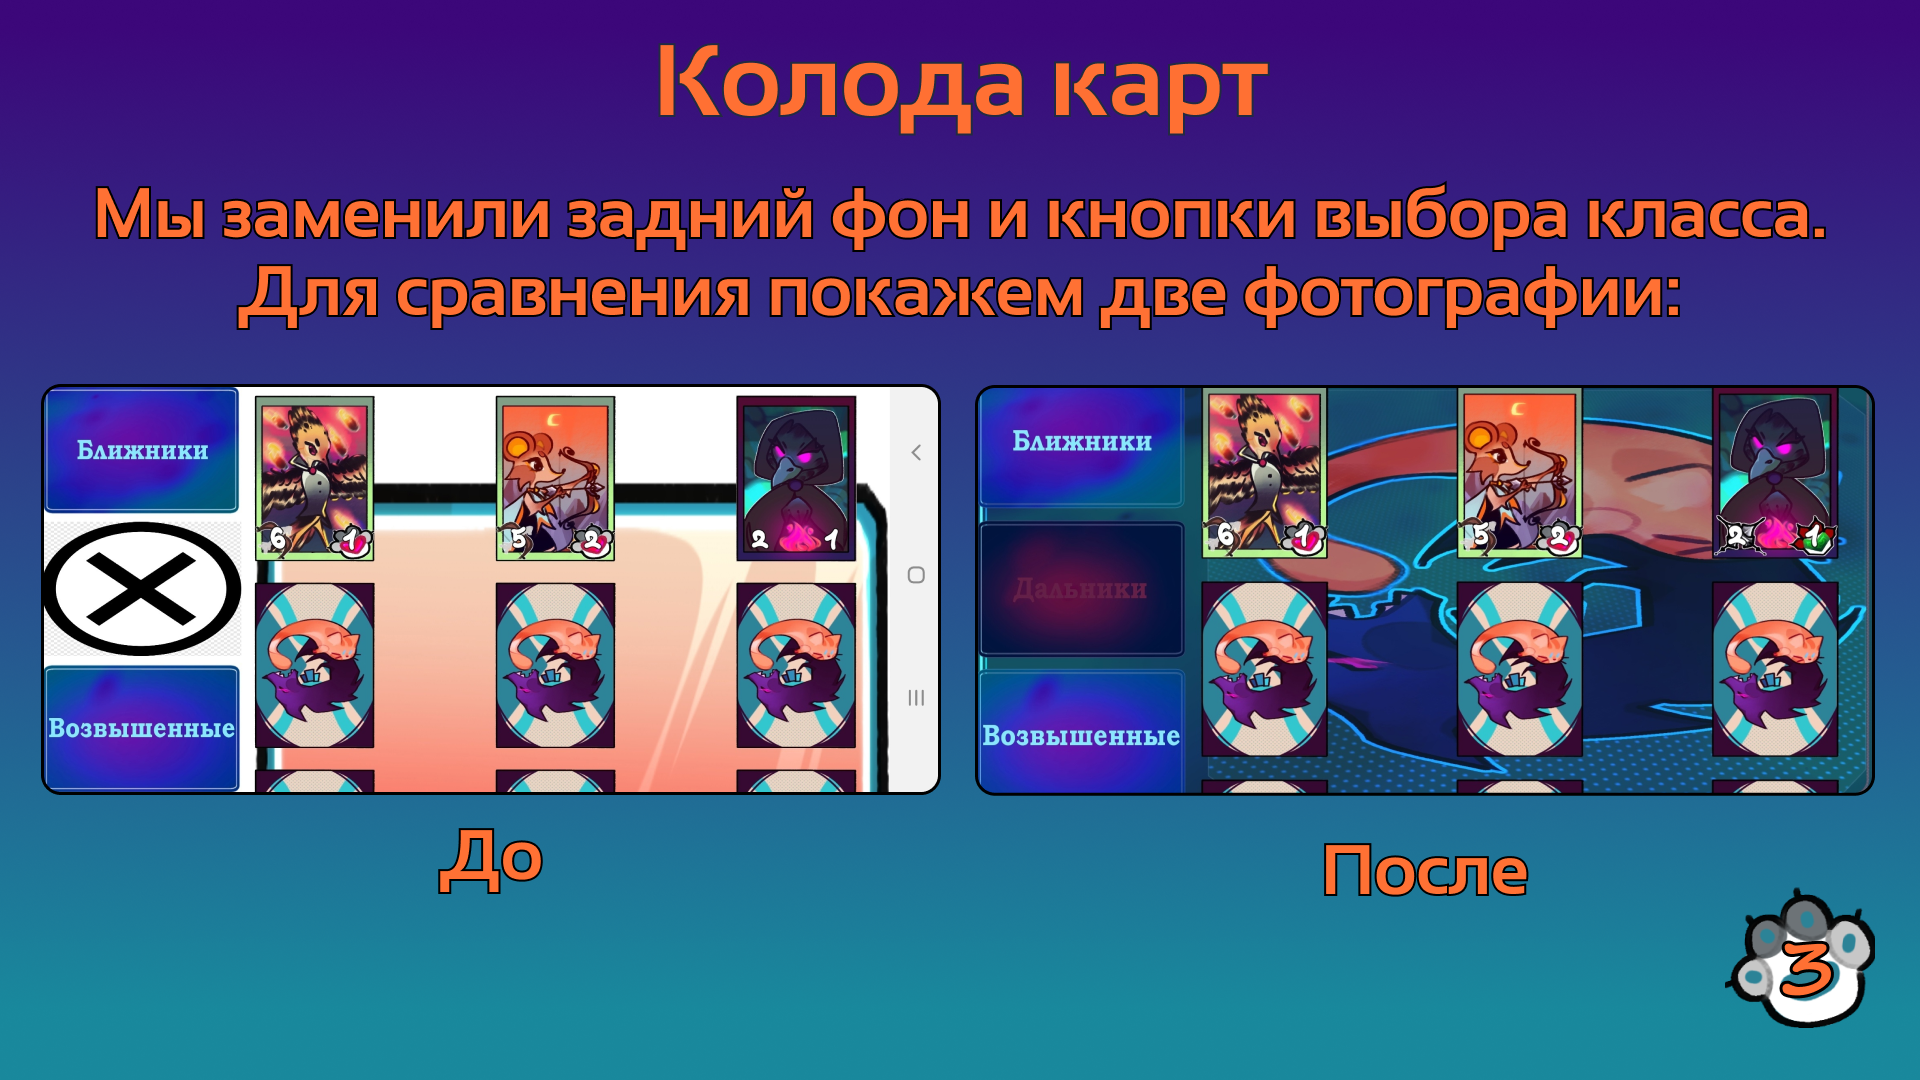 Колода карт
Мы заменили задний фон и кнопки выбора класса.
Для сравнения покажем две фотографии:
Ближники
Возвышенные
6 1
5 2
2 1
Ближники
Дальники
Возвышенные
6 1
5 2
2 1
До
После
3